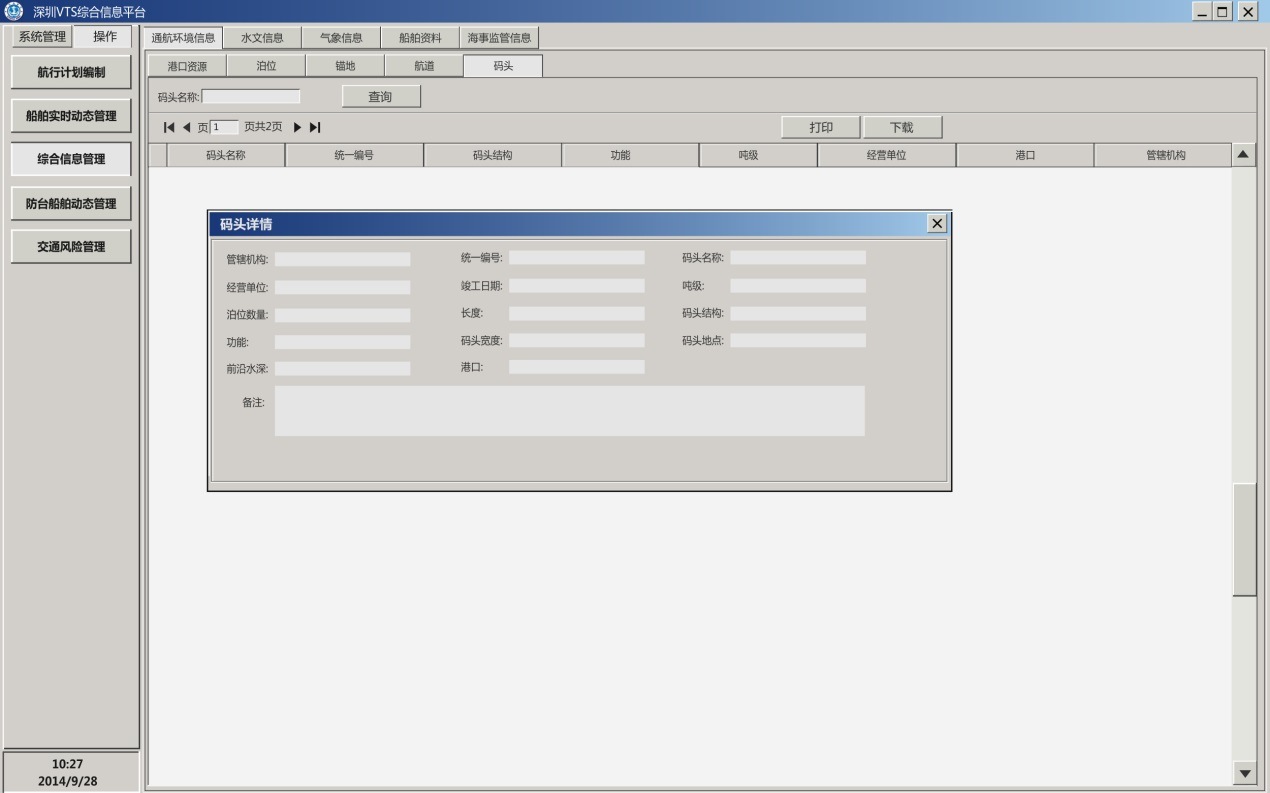 深圳VTS综合信息平台
系统管理 操作
航行计划编制
船舶实时动态管理
综合信息管理
防台船舶动态管理
交通风险管理
10:27
2014/9/28
通航环境信息 水文信息 气象信息 船舶资料 海事监管信息
港口资源 泊位 锚地 航道 码头
码头名称: 查询
页 1 页共2页 打印 下载
码头名称 统一编号 码头结构 功能 吨级 经营单位 港口 管辖机构
码头详情
管辖机构: 统一编号: 码头名称:
经营单位: 竣工日期: 吨级:
泊位数量: 长度: 码头结构:
功能: 码头宽度: 码头地点:
前沿水深: 港口:
备注: